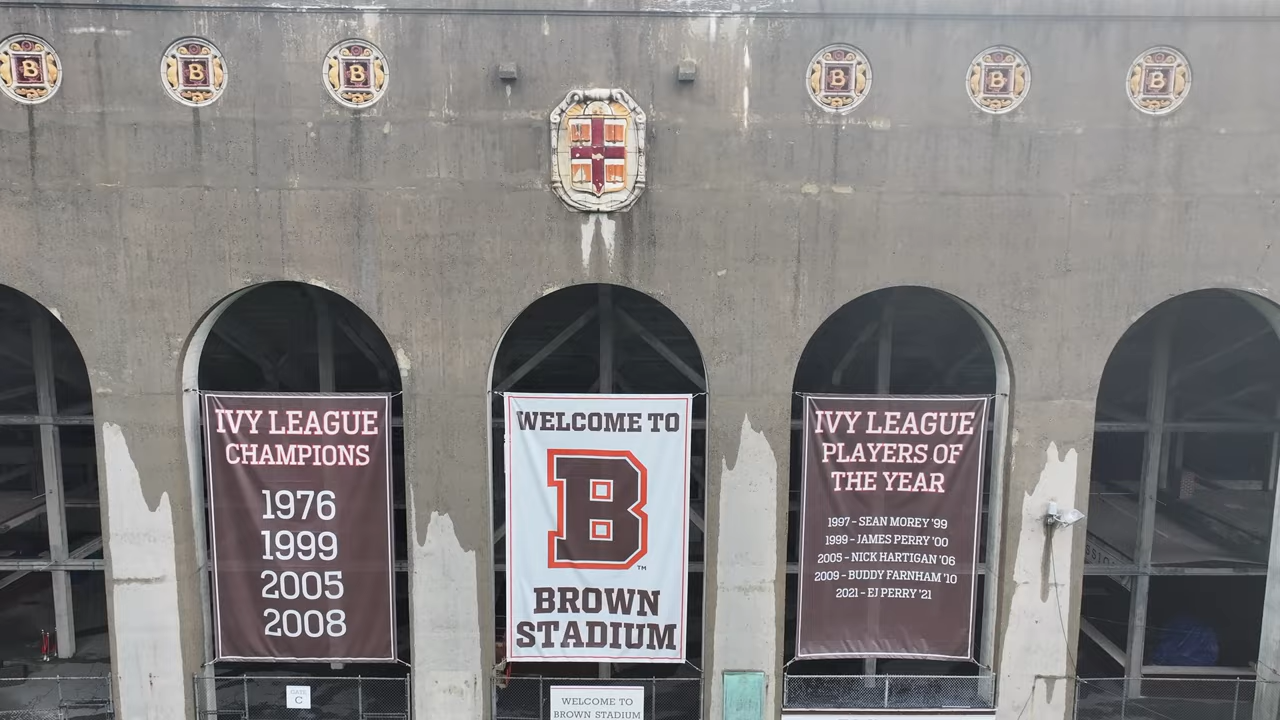 B
B
B
B
B
B
IVY LEAGUE
CHAMPIONS
1976
1999
2005
2008
WELCOME TO
B
TM
BROWN
STADIUM
IVY LEAGUE
PLAYERS OF
THE YEAR
1997 – SEAN MOREY '99
1999 – JAMES PERRY '00
2005 – NICK HARTIGAN '06
2009 – BUDDY FARNHAM '10
2021 – EJ PERRY '21
GATE
C
WELCOME TO
BROWN STADIUM